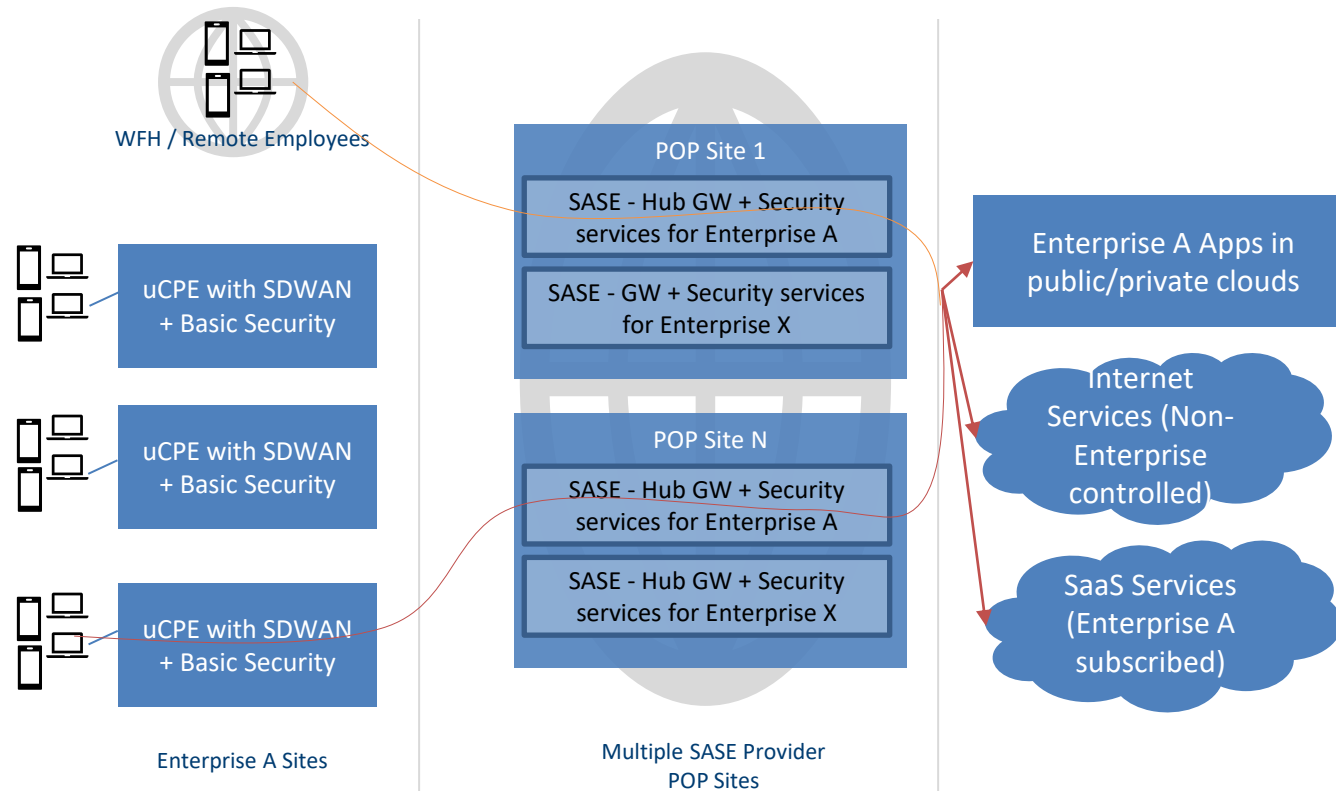 WFH / Remote Employees
uCPE with SDWAN
+ Basic Security
uCPE with SDWAN
+ Basic Security
uCPE with SDWAN
+ Basic Security
Enterprise A Sites
POP Site 1
SASE - Hub GW + Security
services for Enterprise A
SASE - GW + Security services
for Enterprise X
POP Site N
SASE - Hub GW + Security
services for Enterprise A
SASE - Hub GW + Security
services for Enterprise X
Multiple SASE Provider
POP Sites
Enterprise A Apps in
public/private clouds
Internet
Services (Non-
Enterprise
controlled)
SaaS Services
(Enterprise A
subscribed)